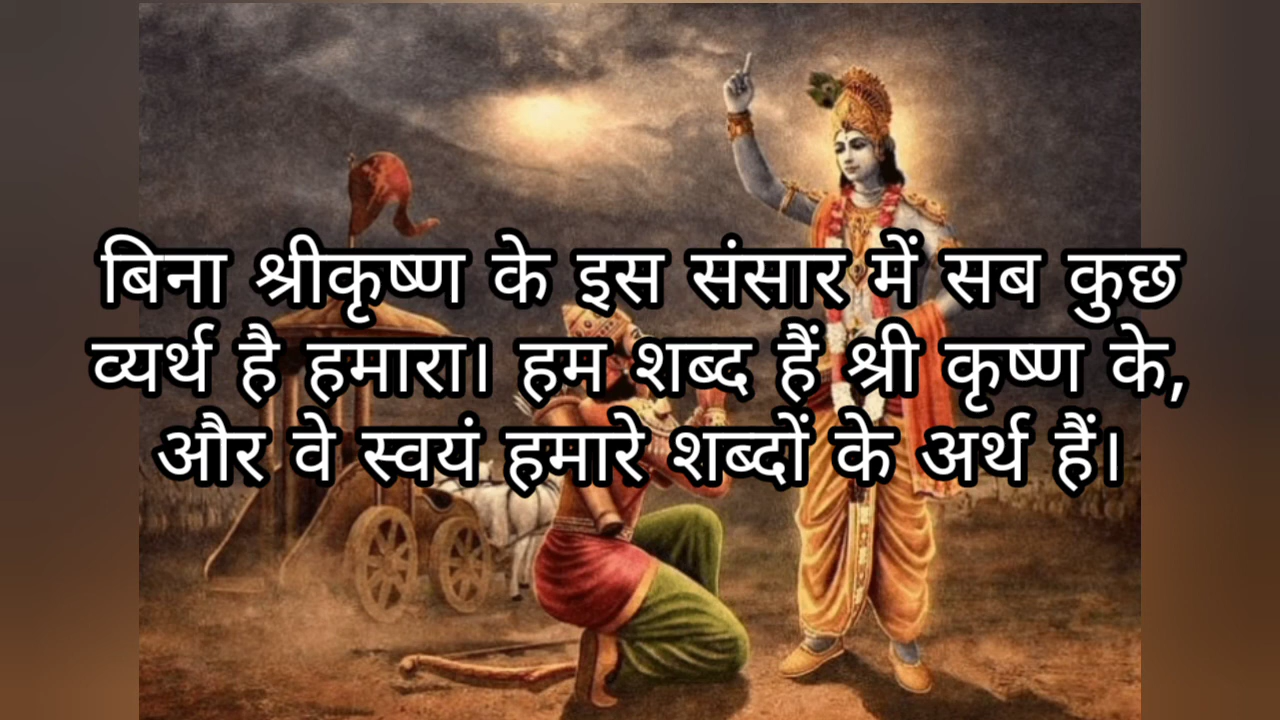 बिना श्रीकृष्ण के इस संसार में सब कुछ
व्यर्थ है हमारा। हम शब्द हैं श्री कृष्ण के,
और वे स्वयं हमारे शब्दों के अर्थ हैं।